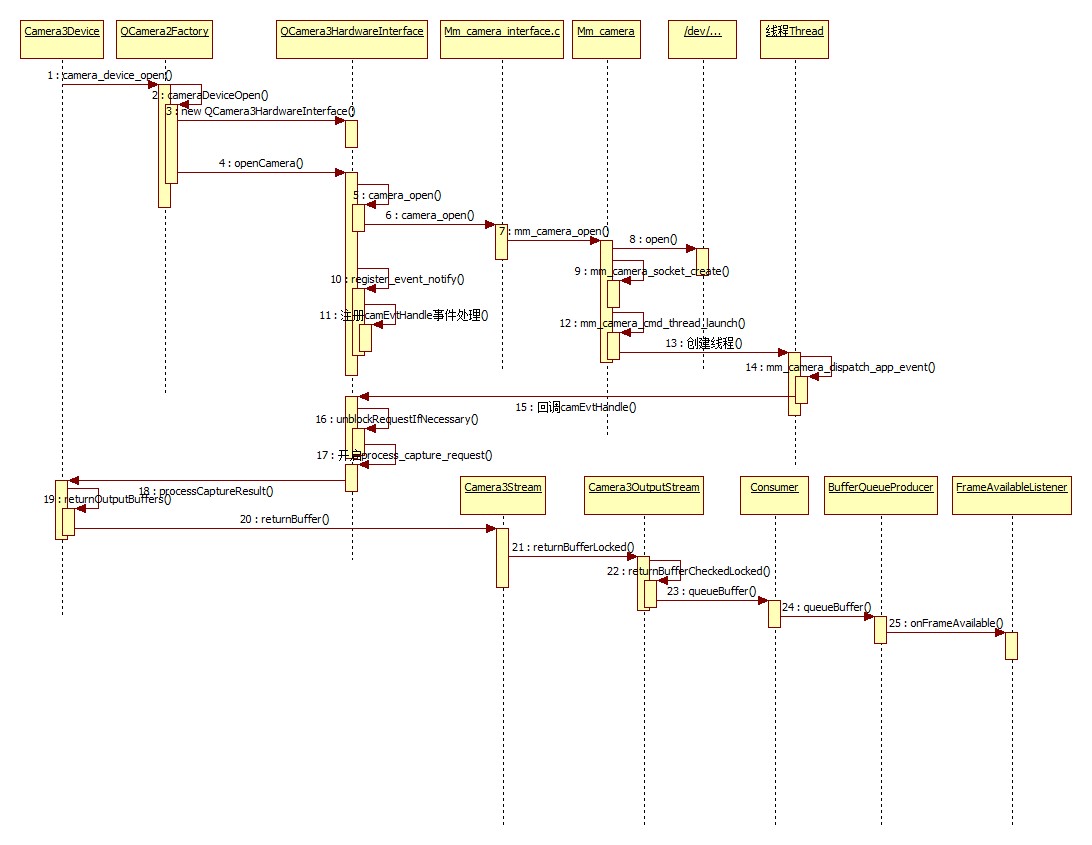 Camera3Device
QCamera2Factory
QCamera3HardwareInterface
Mm_camera_interface.c
Mm_camera
/dev/...
线程Thread
1 : camera_device_open()
2 : cameraDeviceOpen()
3 : new QCamera3HardwareInterface()
4 : openCamera()
5 : camera_open()
6 : camera_open()
7 : mm_camera_open()
8 : open()
9 : mm_camera_socket_create()
10 : register_event_notify()
11 : 注册camEvtHandle事件处理()
12 : mm_camera_cmd_thread_launch()
13 : 创建线程()
14 : mm_camera_dispatch_app_event()
15 : 回调camEvtHandle()
16 : unblockRequestIfNecessary()
17 : 开启process_capture_request()
Camera3Stream
Camera3OutputStream
Consumer
BufferQueueProducer
FrameAvailableListener
18 : processCaptureResult()
19 : returnOutputBuffers()
20 : returnBuffer()
21 : returnBufferLocked()
22 : returnBufferCheckedLocked()
23 : queueBuffer()
24 : queueBuffer()
25 : onFrameAvailable()